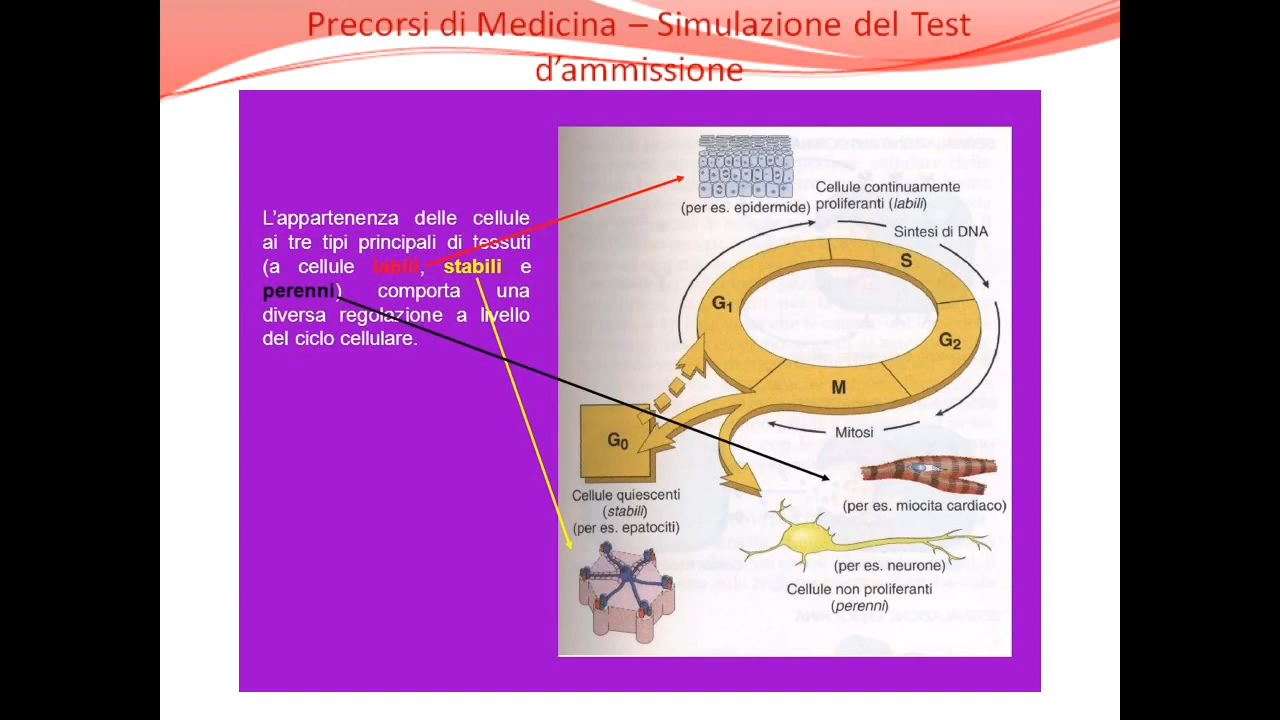 Precorsi di Medicina – Simulazione del Test
d'ammissione
L'appartenenza delle cellule
ai tre tipi principali di tessuti
(a cellule labili, stabili e
perenni) comporta una
diversa regolazione a livello
del ciclo cellulare.
(per es. epidermide)
Cellule continuamente
proliferanti (labili)
Sintesi di DNA
S
G1
G2
M
Mitosi
G0
Cellule quiescenti
(stabili)
(per es. epatociti)
(per es. miocita cardiaco)
(per es. neurone)
Cellule non proliferanti
(perenni)